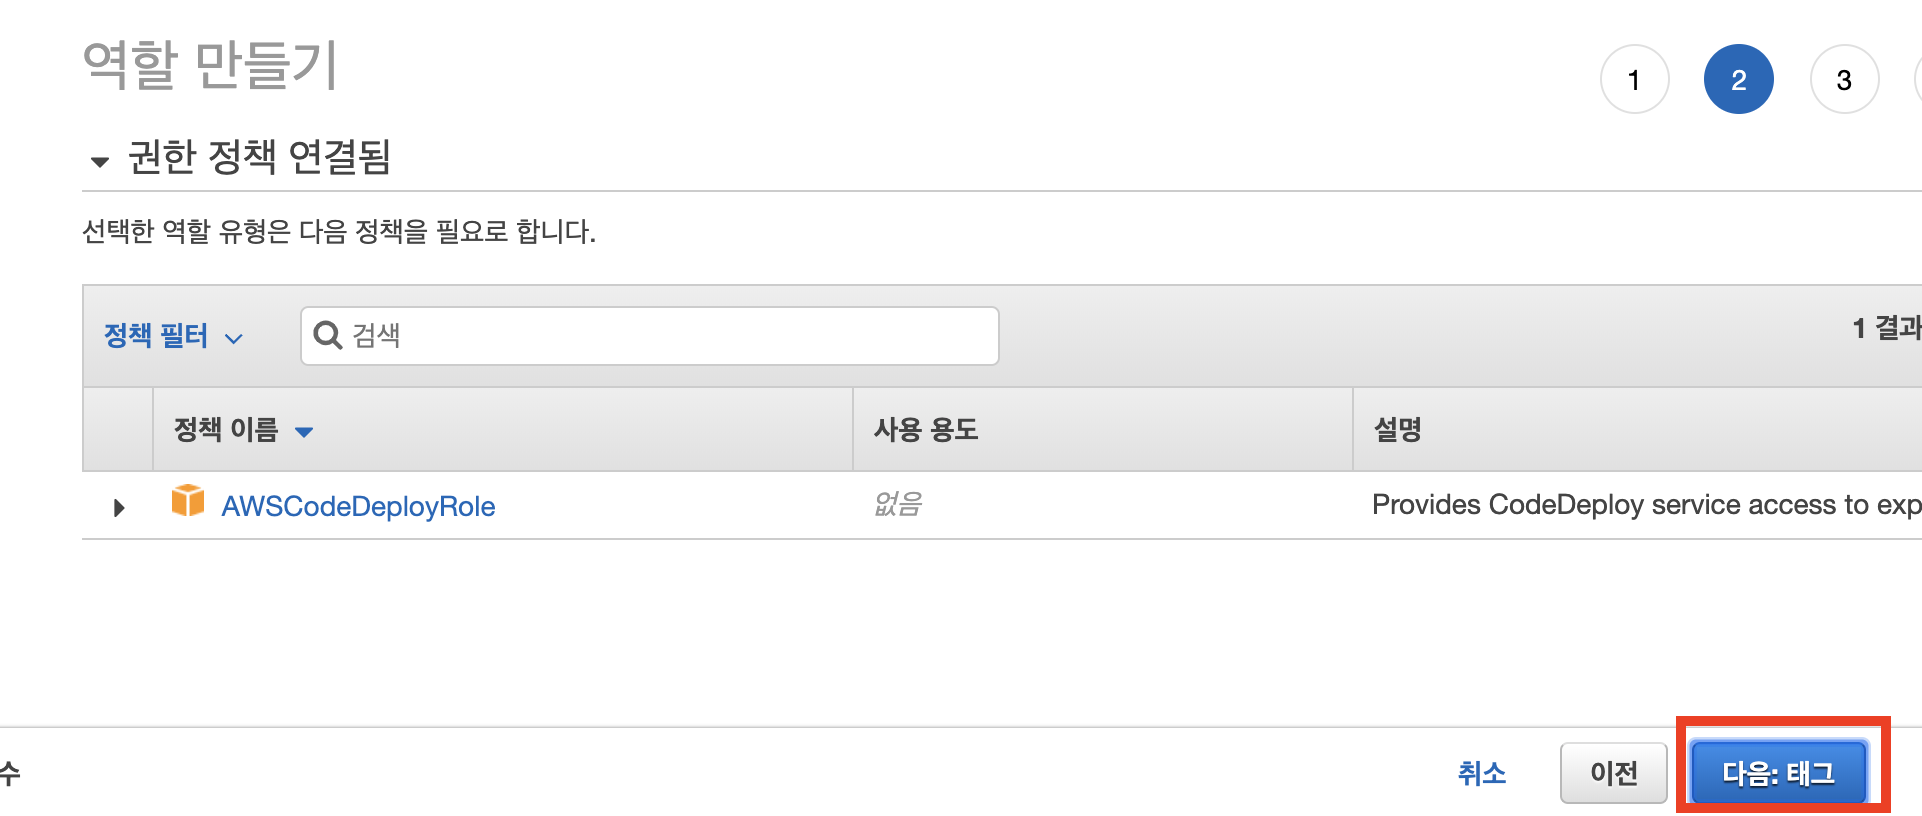 역할 만들기
1 2 3
권한 정책 연결됨
선택한 역할 유형은 다음 정책을 필요로 합니다.
정책 필터 검색 1 결과
정책 이름 사용 용도 설명
AWSCodeDeployRole 없음 Provides CodeDeploy service access to exp
수 취소 이전 다음: 태그